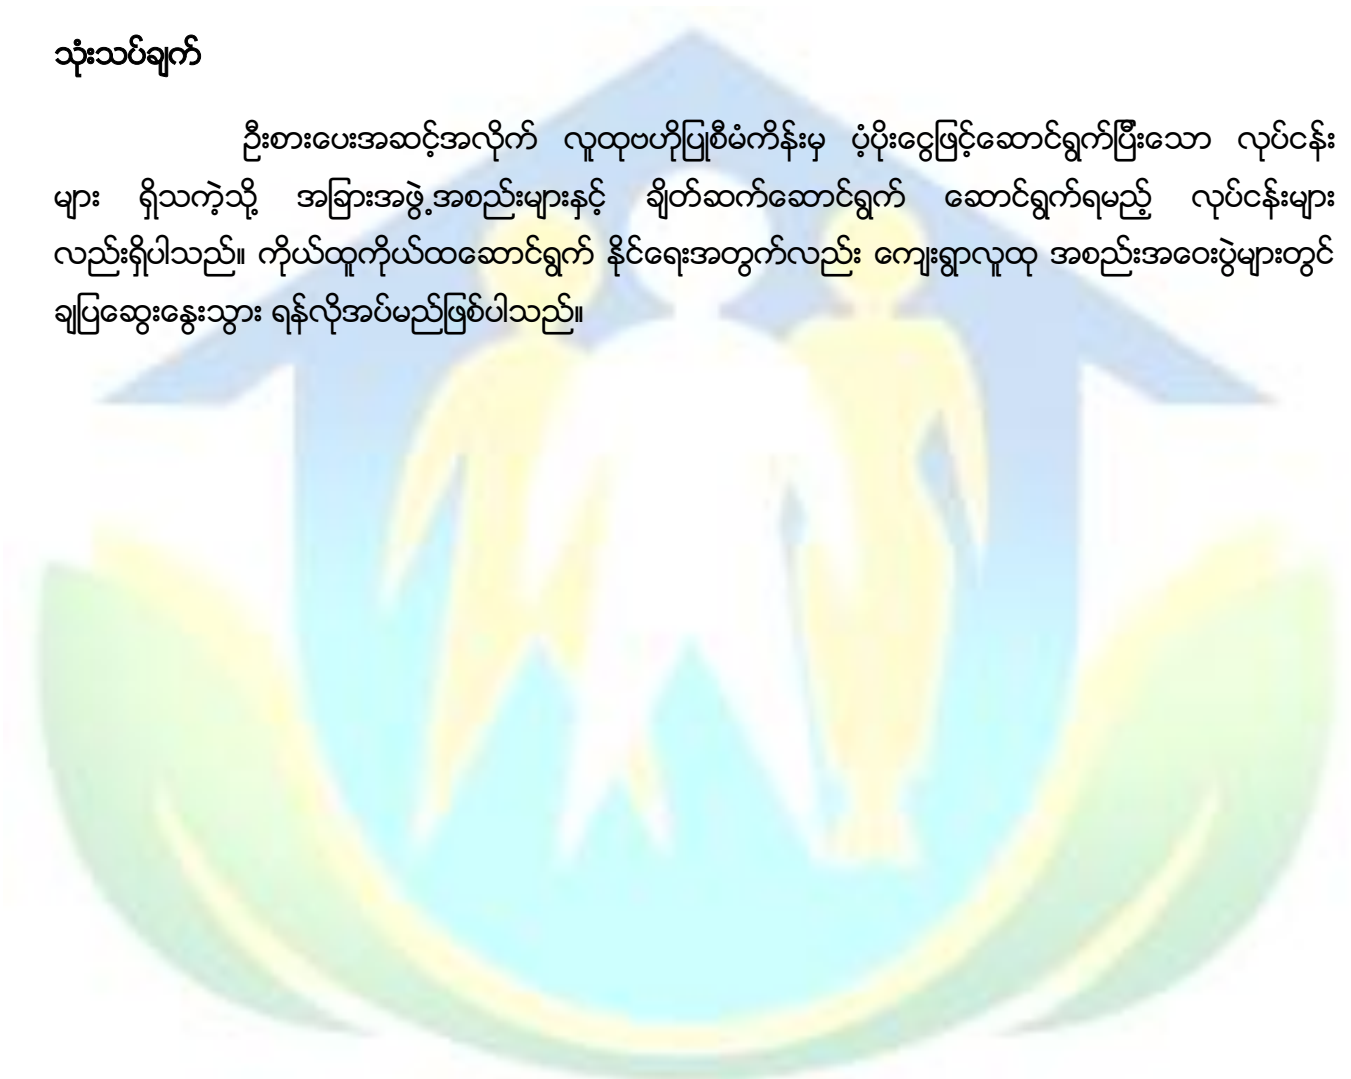 သုံးသပ်ချက်
ဦးစားပေးအဆင့်အလိုက် လူထုဗဟိုပြုစီမံကိန်းမှ ပံ့ပိုးငွေဖြင့်ဆောင်ရွက်ပြီးသော လုပ်ငန်း
များ ရှိသကဲ့သို့ အခြားအဖွဲ့အစည်းများနှင့် ချိတ်ဆက်ဆောင်ရွက် ဆောင်ရွက်ရမည့် လုပ်ငန်းများ
လည်းရှိပါသည်။ ကိုယ်ထူကိုယ်ထဆောင်ရွက် နိုင်ရေးအတွက်လည်း ကျေးရွာလူထု အစည်းအဝေးပွဲများတွင်
ချပြဆွေးနွေးသွား ရန်လိုအပ်မည်ဖြစ်ပါသည်။